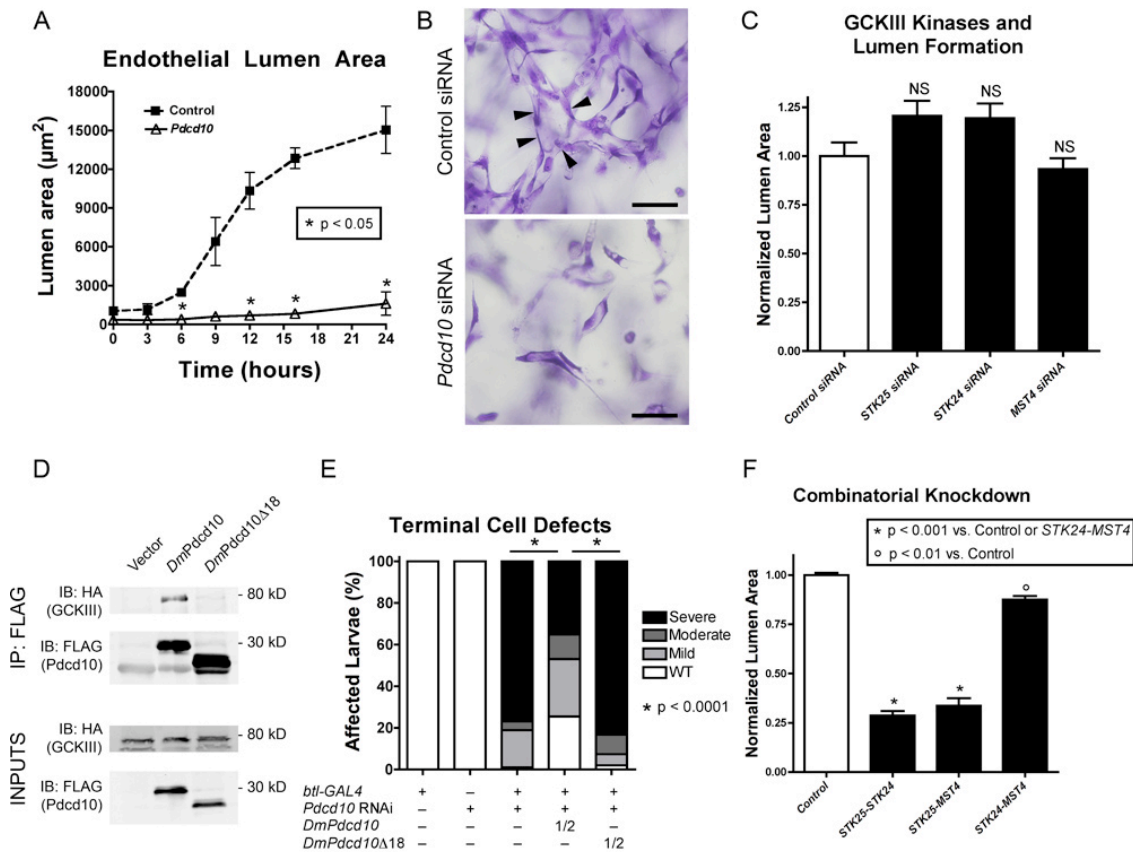 A
Endothelial Lumen Area
Lumen area (µm²)
18000
15000
12000
9000
6000
3000
0
Control
Pdcd10
* p < 0.05
*
*
*
*
0 3 6 9 12 15 18 21 24
Time (hours)
B
Control siRNA
Pdcd10 siRNA
C
GCKIII Kinases and
Lumen Formation
Normalized Lumen Area
1.25
1.00
0.75
0.50
0.25
0.00
NS
NS
NS
Control siRNA
STK25 siRNA
STK24 siRNA
MST4 siRNA
D
Vector
DmPdcd10
DmPdcd10Δ18
IP: FLAG
IB: HA
(GCKIII)
- 80 kD
IB: FLAG
(Pdcd10)
- 30 kD
INPUTS
IB: HA
(GCKIII)
- 80 kD
IB: FLAG
(Pdcd10)
- 30 kD
E
Terminal Cell Defects
Affected Larvae (%)
100
80
60
40
20
0
*
*
Severe
Moderate
Mild
WT
* p < 0.0001
btl-GAL4 + – + + +
Pdcd10 RNAi – + + + +
DmPdcd10 – – – 1/2 –
DmPdcd10Δ18 – – – – 1/2
F
Combinatorial Knockdown
* p < 0.001 vs. Control or STK24-MST4
° p < 0.01 vs. Control
Normalized Lumen Area
1.00
0.75
0.50
0.25
0.00
*
*
°
Control
STK25-STK24
STK25-MST4
STK24-MST4